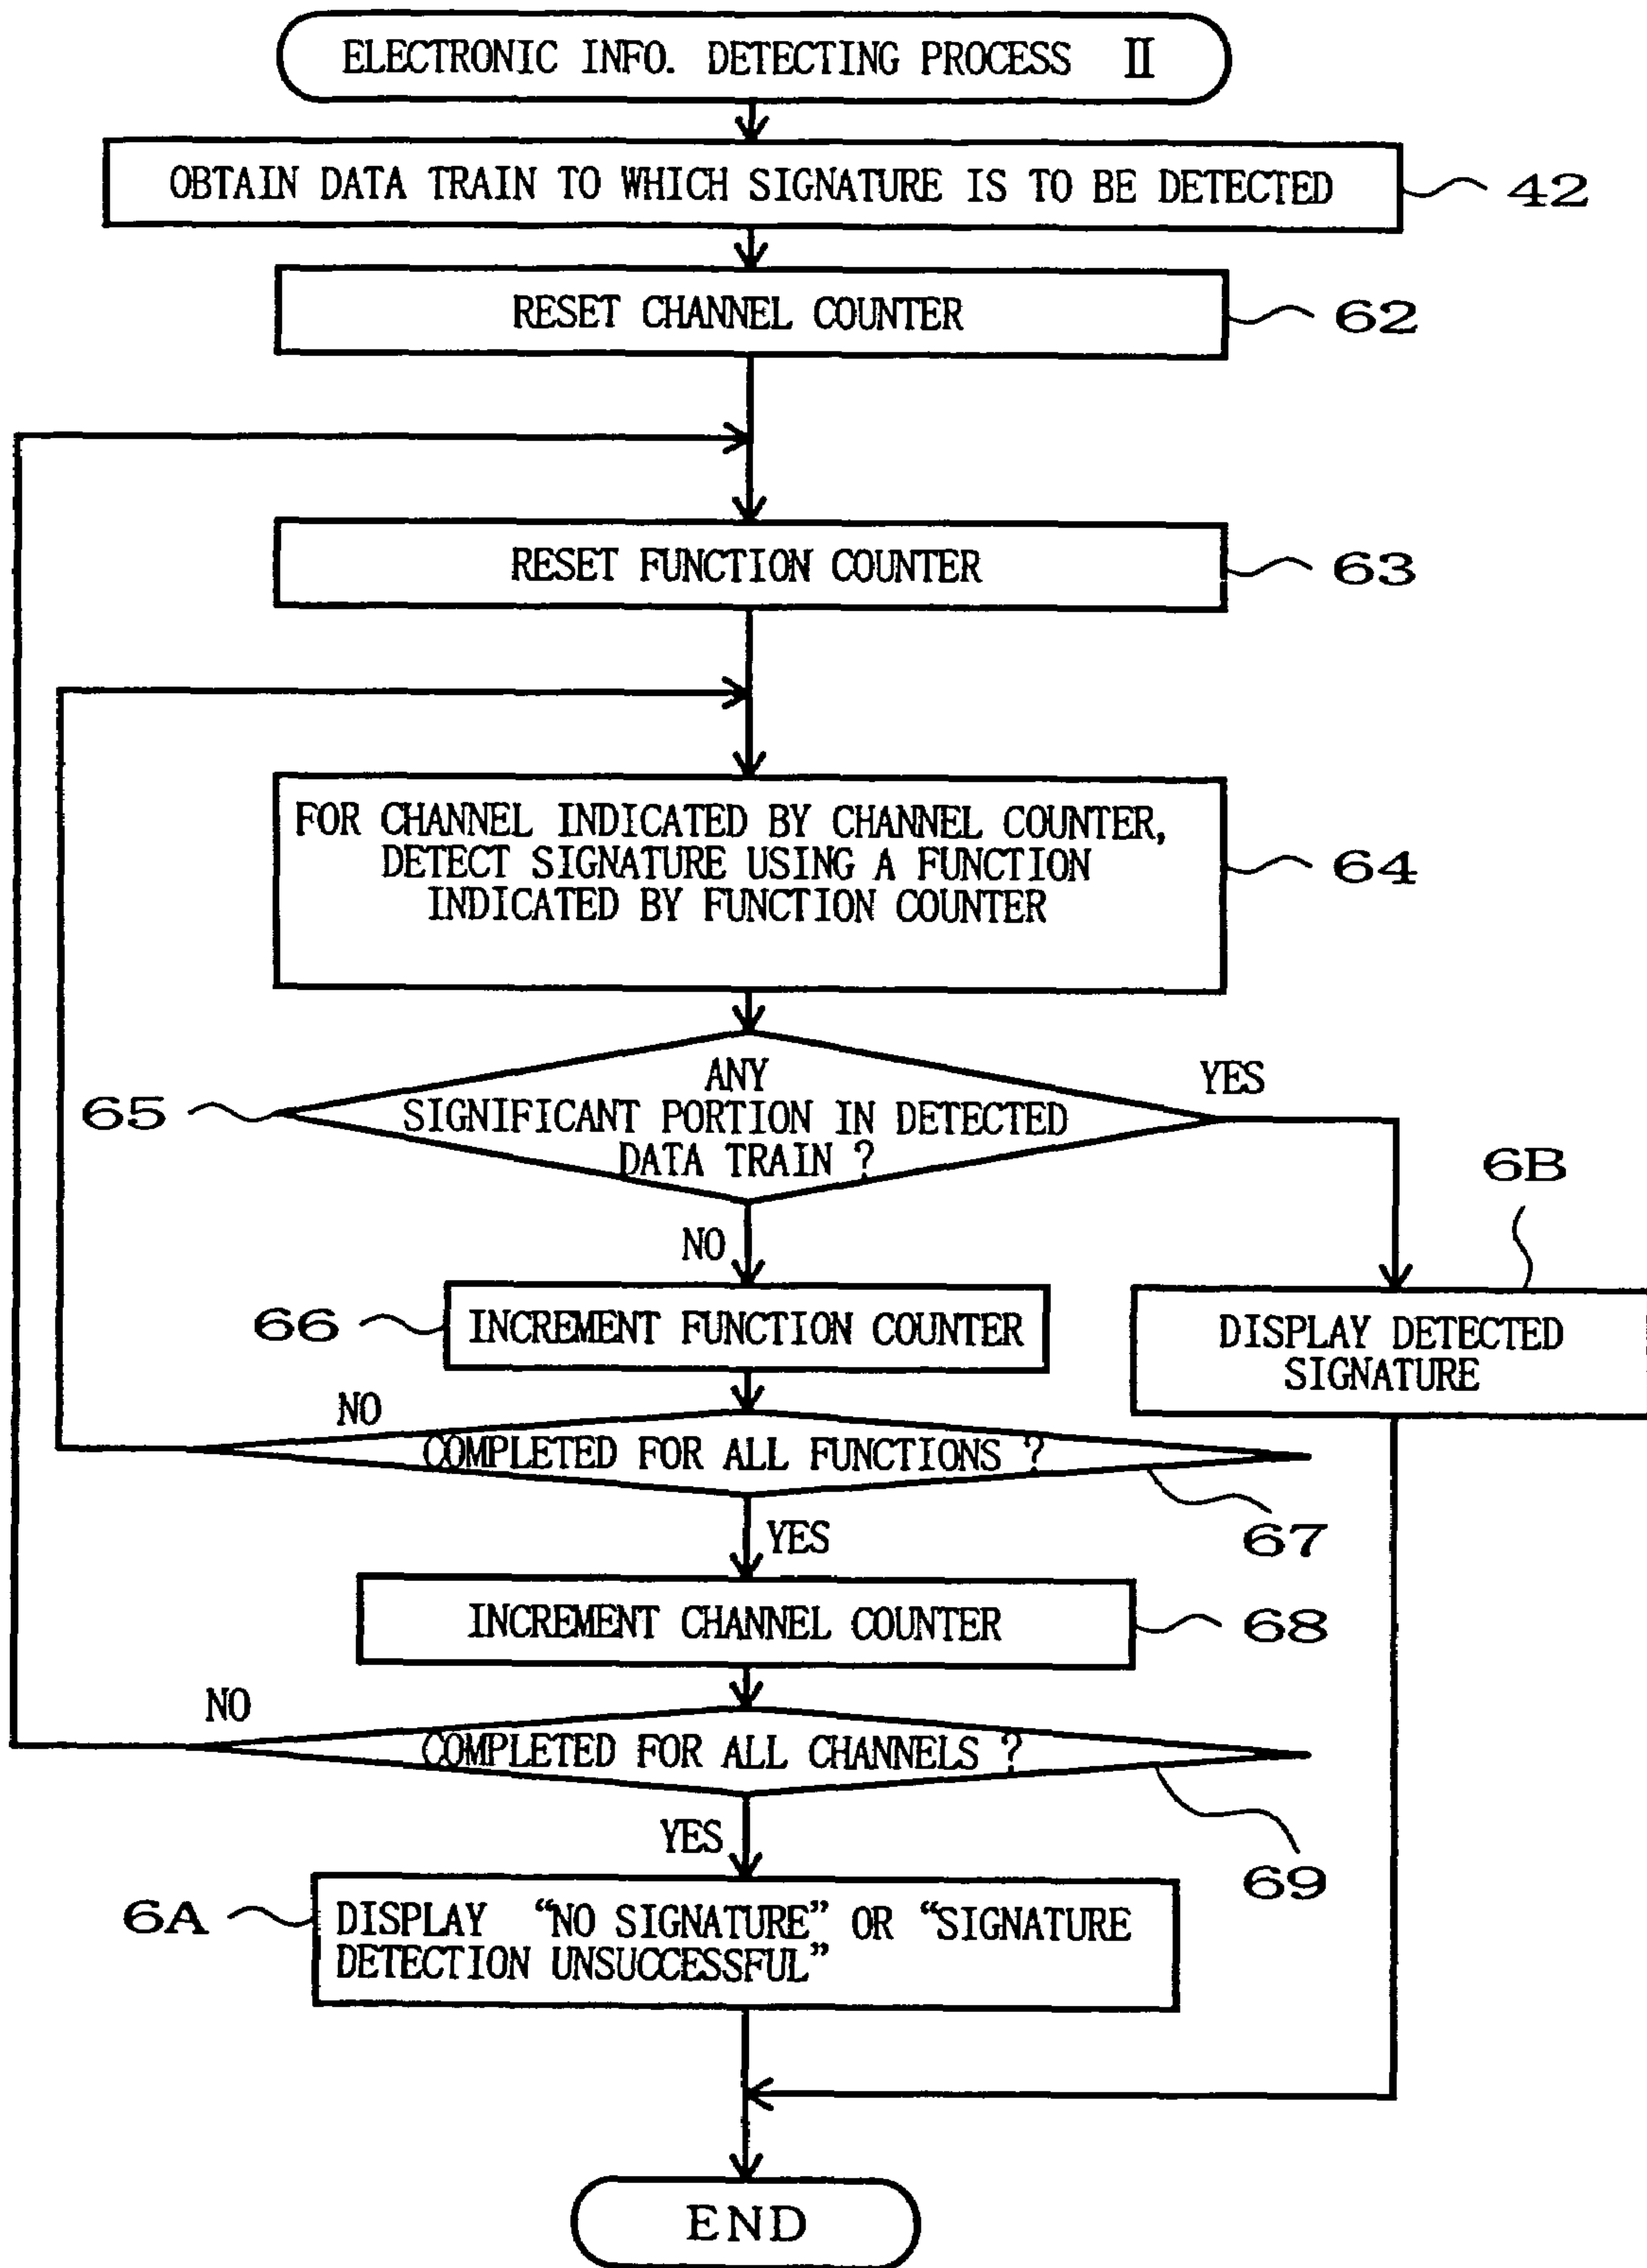 ELECTRONIC INFO. DETECTING PROCESS II
OBTAIN DATA TRAIN TO WHICH SIGNATURE IS TO BE DETECTED
42
RESET CHANNEL COUNTER
62
RESET FUNCTION COUNTER
63
FOR CHANNEL INDICATED BY CHANNEL COUNTER,
DETECT SIGNATURE USING A FUNCTION
INDICATED BY FUNCTION COUNTER
64
ANY
SIGNIFICANT PORTION IN DETECTED
DATA TRAIN ?
65
YES
NO
6B
INCREMENT FUNCTION COUNTER
66
DISPLAY DETECTED
SIGNATURE
NO
COMPLETED FOR ALL FUNCTIONS ?
67
YES
INCREMENT CHANNEL COUNTER
68
NO
COMPLETED FOR ALL CHANNELS ?
69
YES
6A
DISPLAY “NO SIGNATURE” OR “SIGNATURE
DETECTION UNSUCCESSFUL”
END